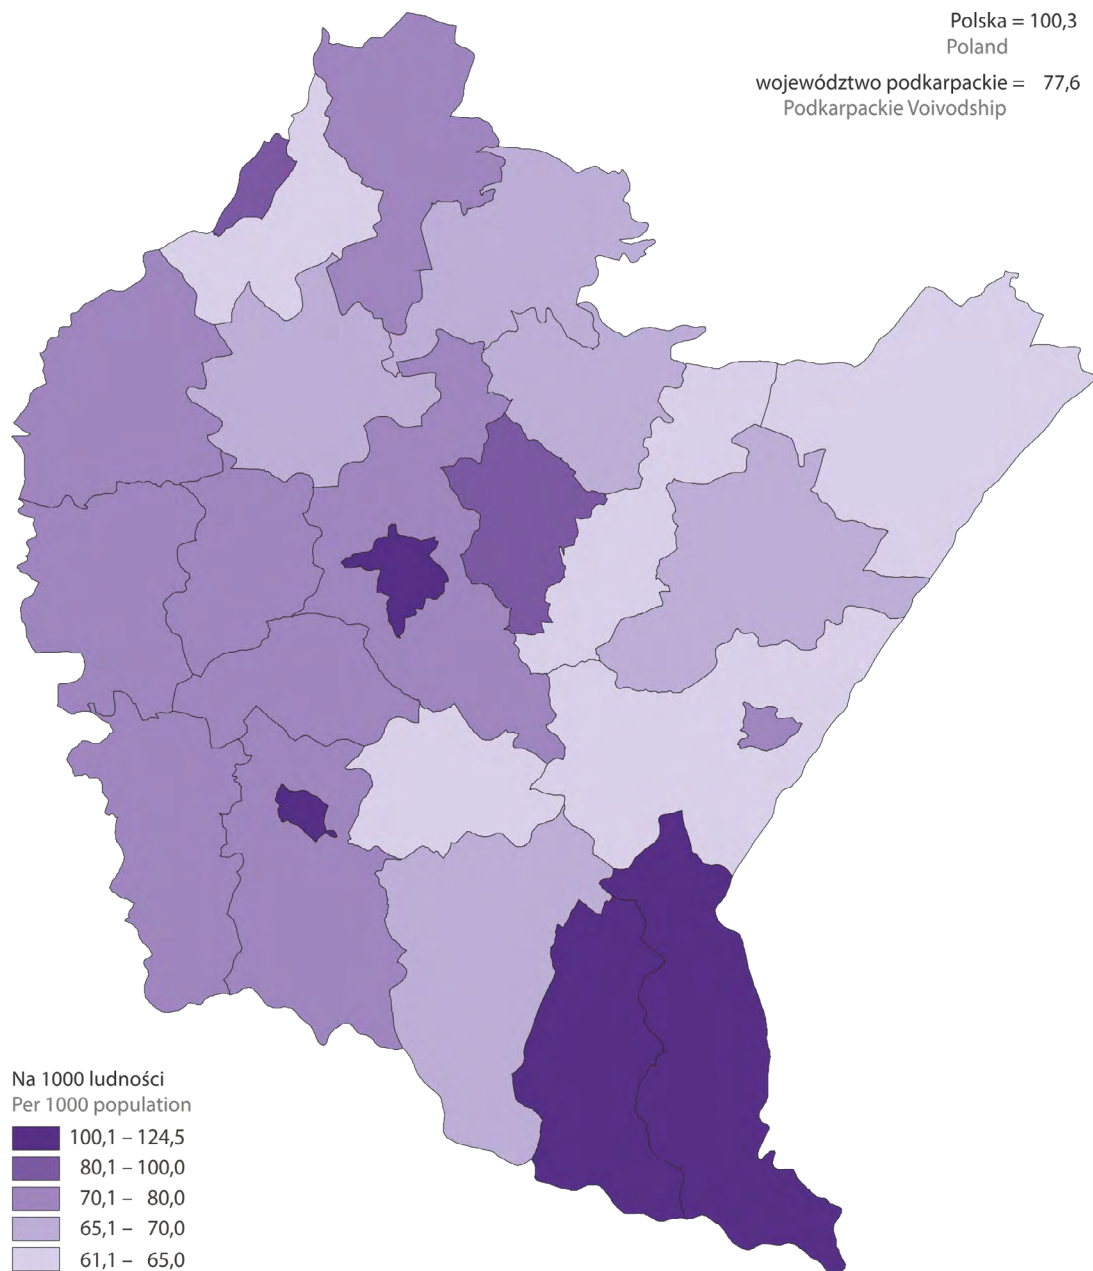 Polska = 100,3
Poland
województwo podkarpackie = 77,6
Podkarpackie Voivodship
Na 1000 ludności
Per 1000 population
100,1 – 124,5
80,1 – 100,0
70,1 – 80,0
65,1 – 70,0
61,1 – 65,0